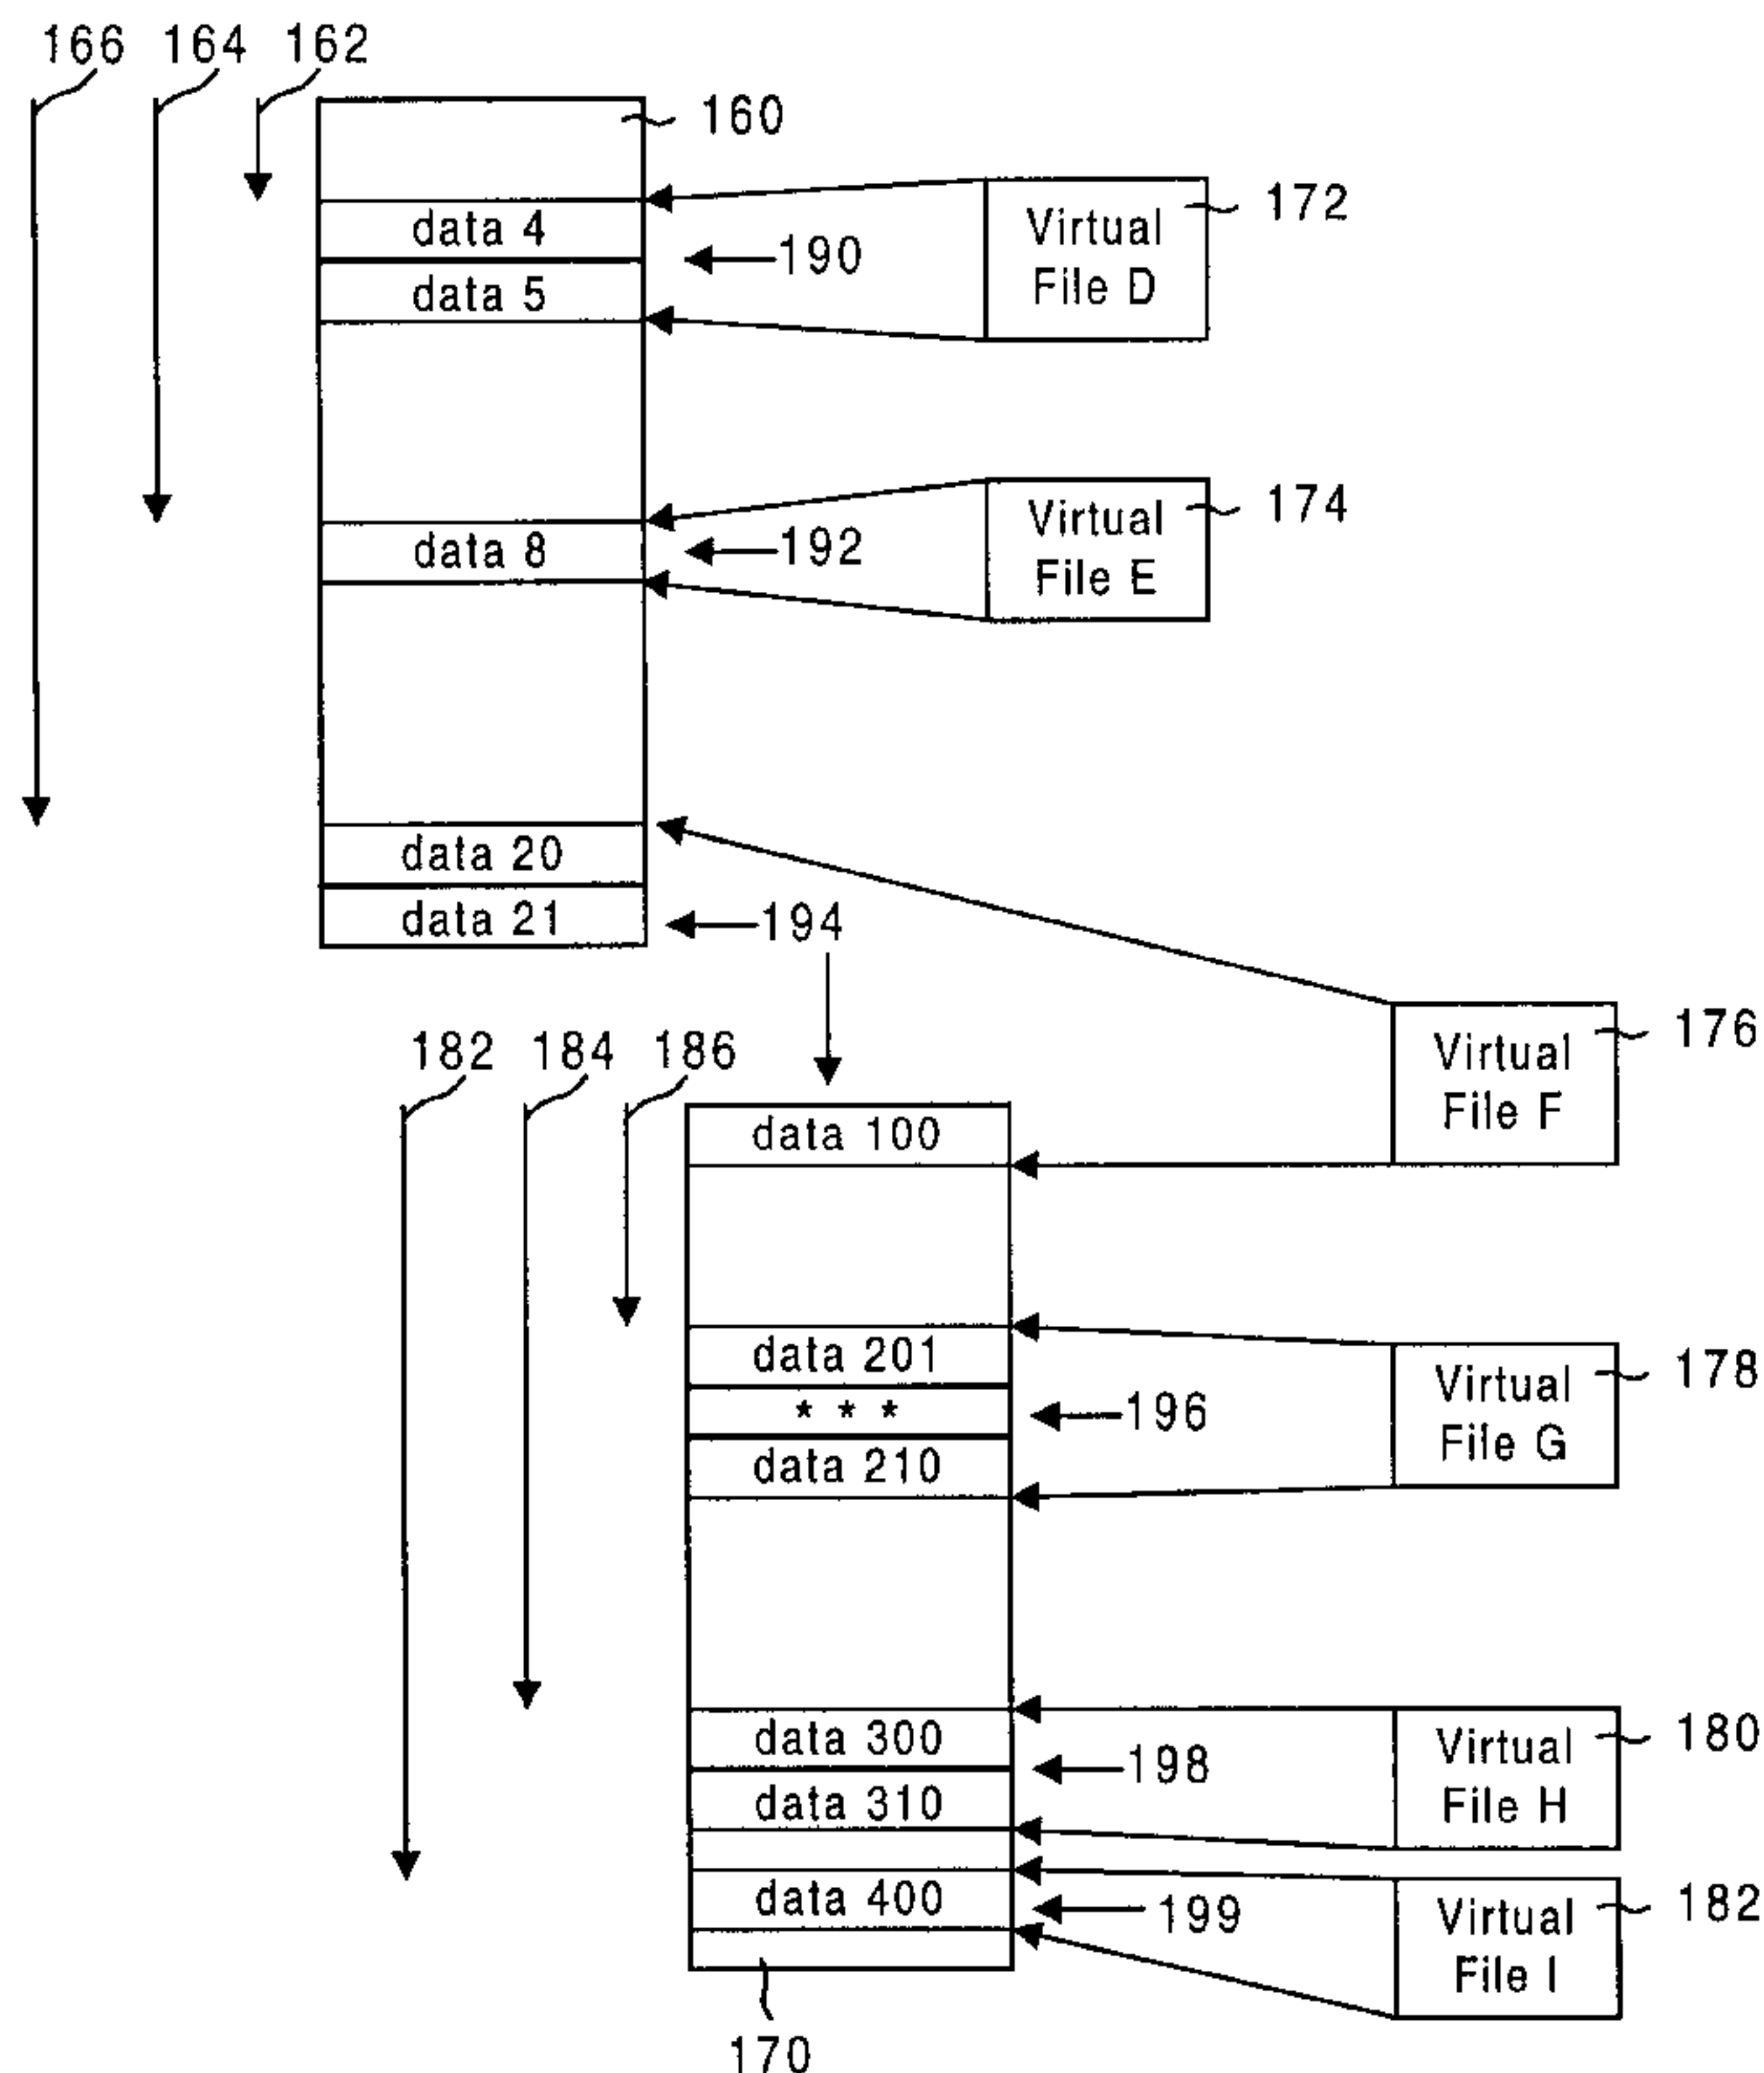 166 164 162
160
172
data 4
Virtual
File D
190
data 5
174
Virtual
File E
data 8
192
data 20
data 21
194
176
Virtual
File F
182 184 186
data 100
178
Virtual
File G
data 201
* * *
196
data 210
180
Virtual
File H
data 300
198
data 310
182
Virtual
File I
data 400
199
170